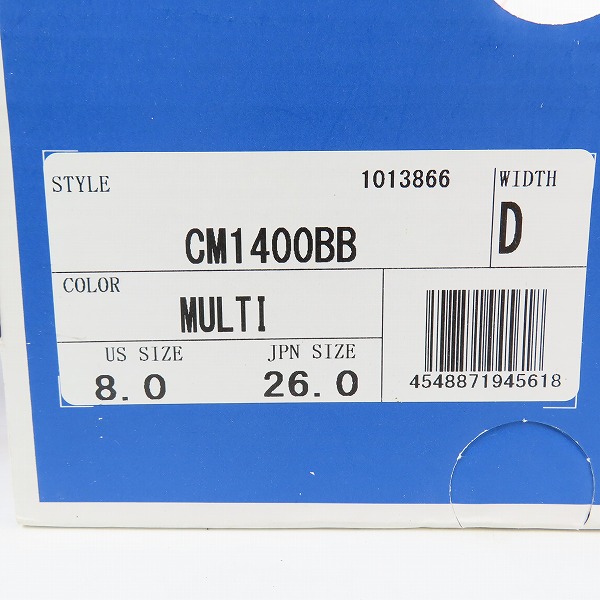 STYLE 1013866 WIDTH
CM1400BB D
COLOR
MULTI
US SIZE JPN SIZE
8.0 26.0
4548871945618